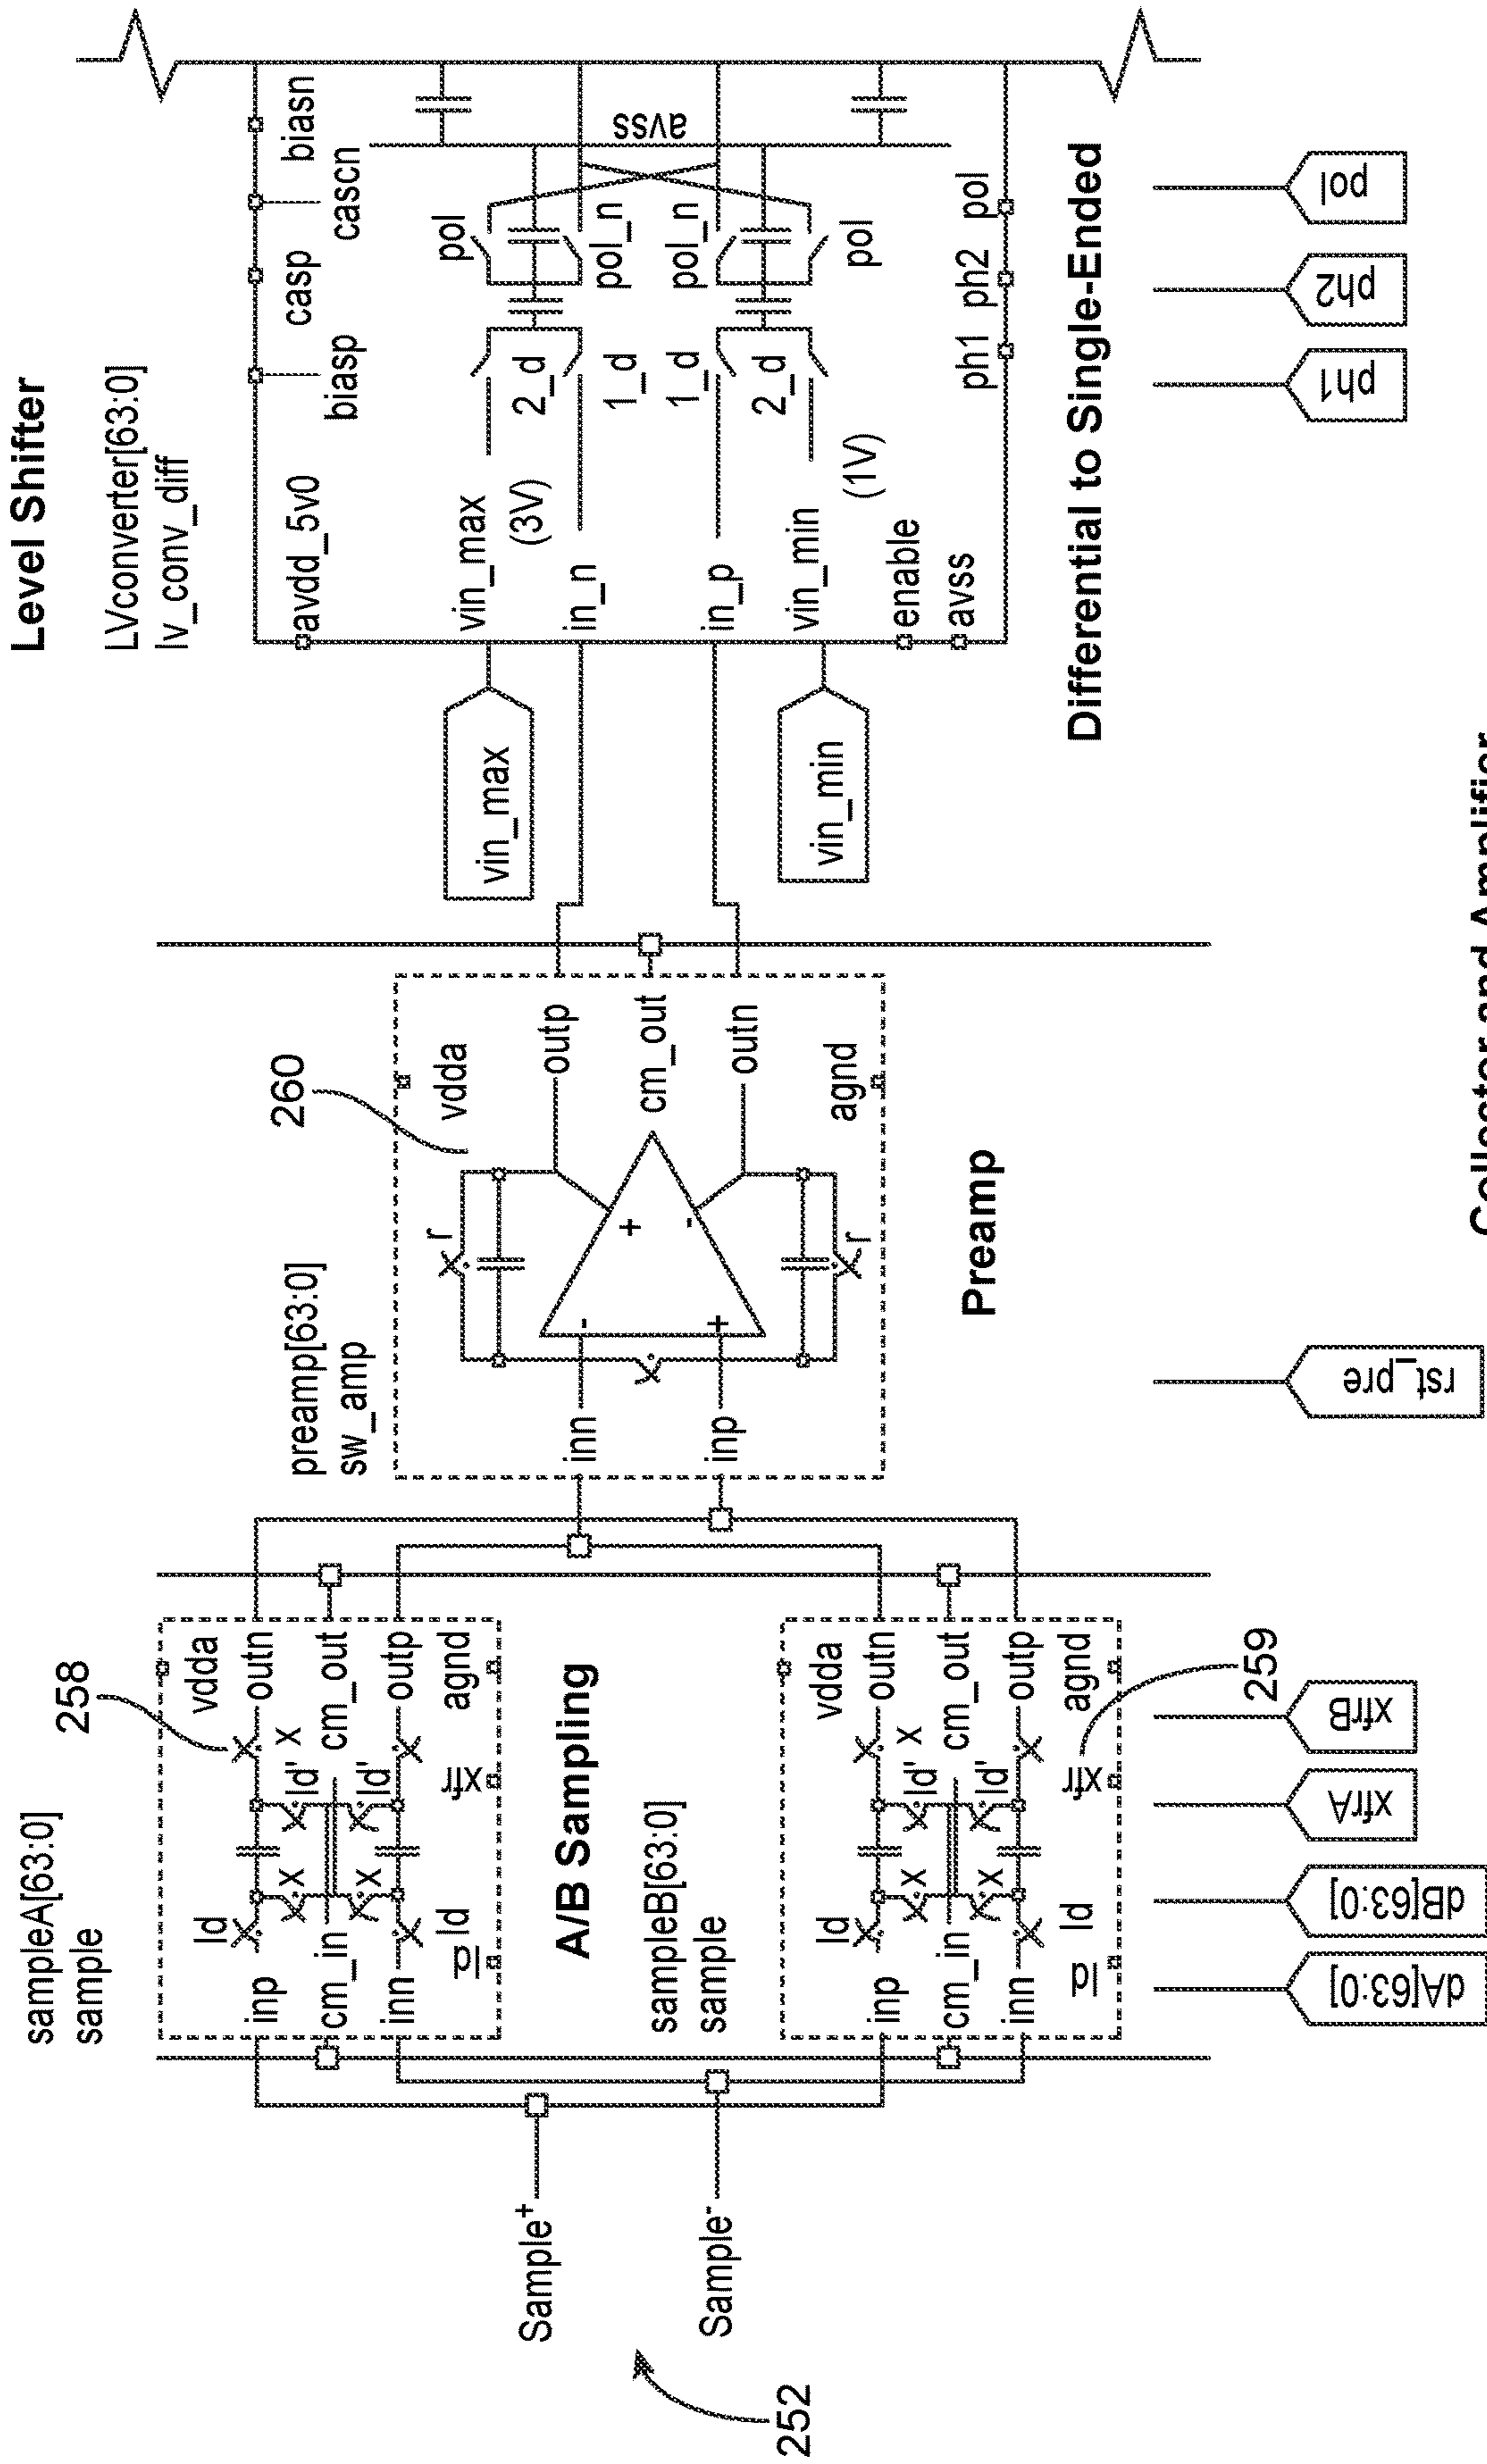 sampleA[63:0]
sample
258
vdda
ld
inp
outn
x
x
ld'
cm_in
cm_out
x
ld'
inn
outp
ld
ld
xfr
agnd
A/B Sampling
sampleB[63:0]
sample
vdda
ld
inp
outn
x
x
ld'
cm_in
cm_out
x
ld'
inn
outp
ld
ld
xfr
agnd
259
Sample+
Sample-
252
dA[63:0]
dB[63:0]
xfrA
xfrB
preamp[63:0]
sw_amp
260
vdda
r
inn
-
+
outp
cm_out
inp
+
-
outn
r
agnd
Preamp
rst_pre
Level Shifter
LVconverter[63:0]
lv_conv_diff
avdd_5v0
biasp
casp
cascn
biasn
vin_max
vin_max
(3V)
2_d
pol
in_n
1_d
pol_n
avss
in_p
1_d
pol_n
vin_min
vin_min
(1V)
2_d
pol
enable
avss
ph1
ph2
pol
Differential to Single-Ended
ph1
ph2
pol
Collector and Amplifier